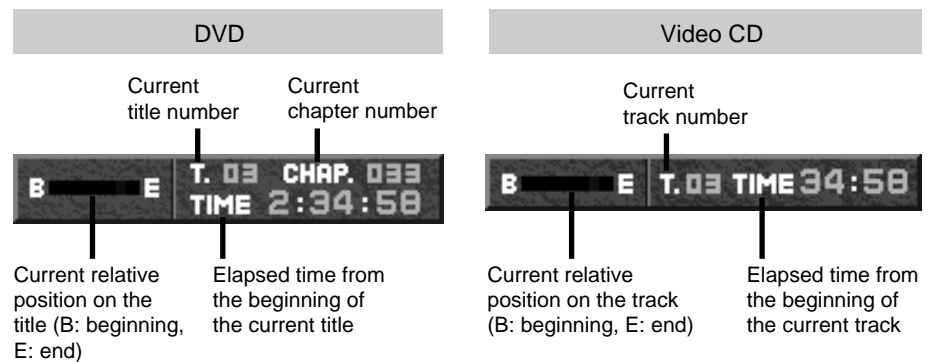 DVD
Current
title number
Current
chapter number
B E
T. 03 CHAP. 033
TIME 2:34:58
Current relative
position on the
title (B: beginning,
E: end)
Elapsed time from
the beginning of
the current title
Video CD
Current
track number
B E
T. 03 TIME 34:58
Current relative
position on the track
(B: beginning, E: end)
Elapsed time from
the beginning of
the current track